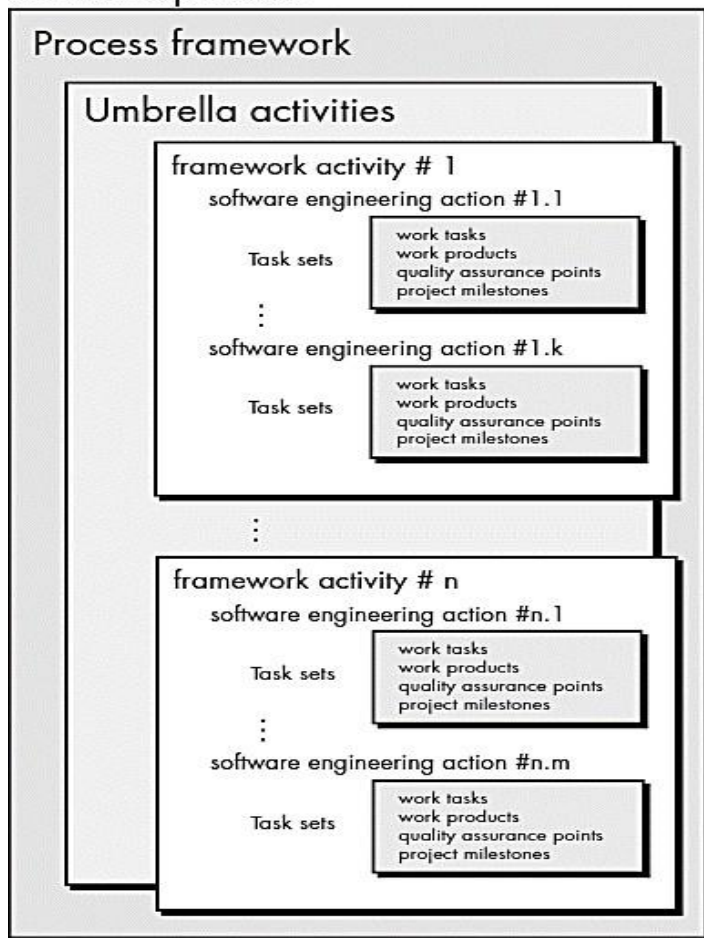 Process framework
Umbrella activities
framework activity # 1
software engineering action #1.1
Task sets
work tasks
work products
quality assurance points
project milestones
software engineering action #1.k
Task sets
work tasks
work products
quality assurance points
project milestones
framework activity # n
software engineering action #n.1
Task sets
work tasks
work products
quality assurance points
project milestones
software engineering action #n.m
Task sets
work tasks
work products
quality assurance points
project milestones